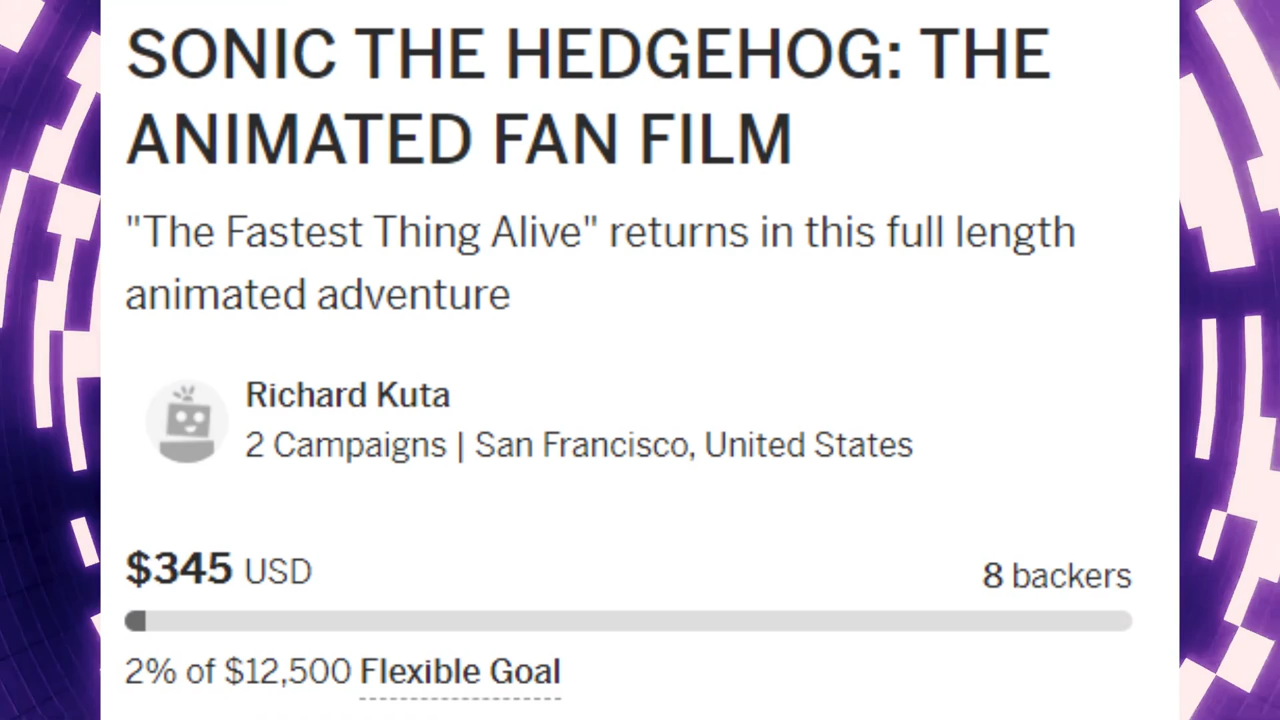 SONIC THE HEDGEHOG: THE
ANIMATED FAN FILM
"The Fastest Thing Alive" returns in this full length
animated adventure
Richard Kuta
2 Campaigns | San Francisco, United States
$345 USD
8 backers
2% of $12,500 Flexible Goal